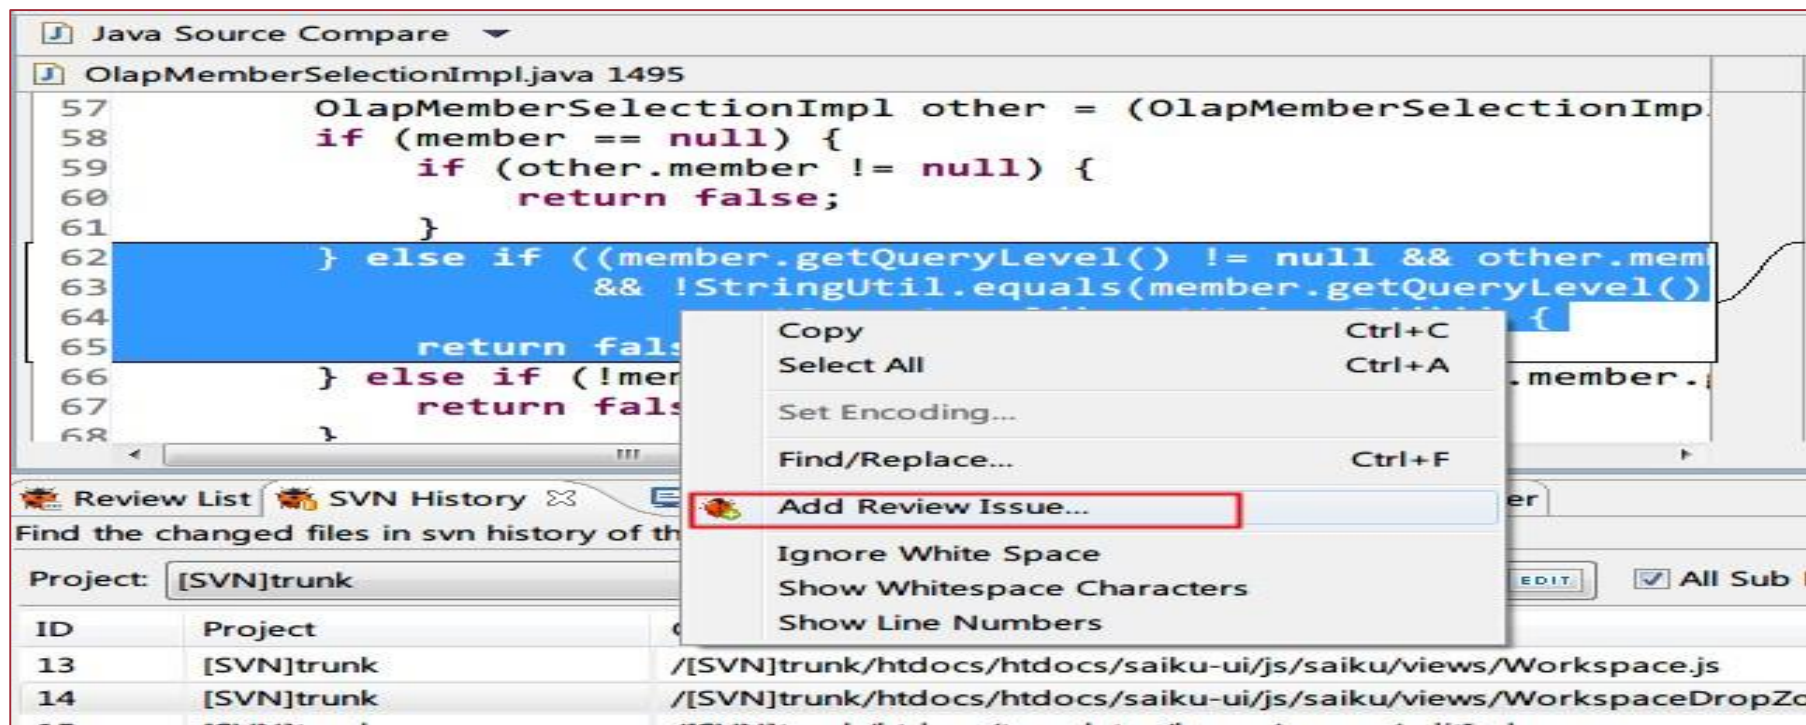 Java Source Compare
OlapMemberSelectionImpl.java 1495
57 OlapMemberSelectionImpl other = (OlapMemberSelectionImp
58 if (member == null) {
59 if (other.member != null) {
60 return false;
61 }
62 } else if ((member.getQueryLevel() != null && other.mem
63 && !StringUtil.equals(member.getQueryLevel()
64 {
65 return fals
66 } else if (!mem .member.
67 return fals
68 }
Copy Ctrl+C
Select All Ctrl+A
Set Encoding...
Find/Replace... Ctrl+F
Add Review Issue...
Ignore White Space
Show Whitespace Characters
Show Line Numbers
Review List SVN History er
Find the changed files in svn history of th
Project: [SVN]trunk EDIT All Sub
ID Project
13 [SVN]trunk /[SVN]trunk/htdocs/htdocs/saiku-ui/js/saiku/views/Workspace.js
14 [SVN]trunk /[SVN]trunk/htdocs/htdocs/saiku-ui/js/saiku/views/WorkspaceDropZo